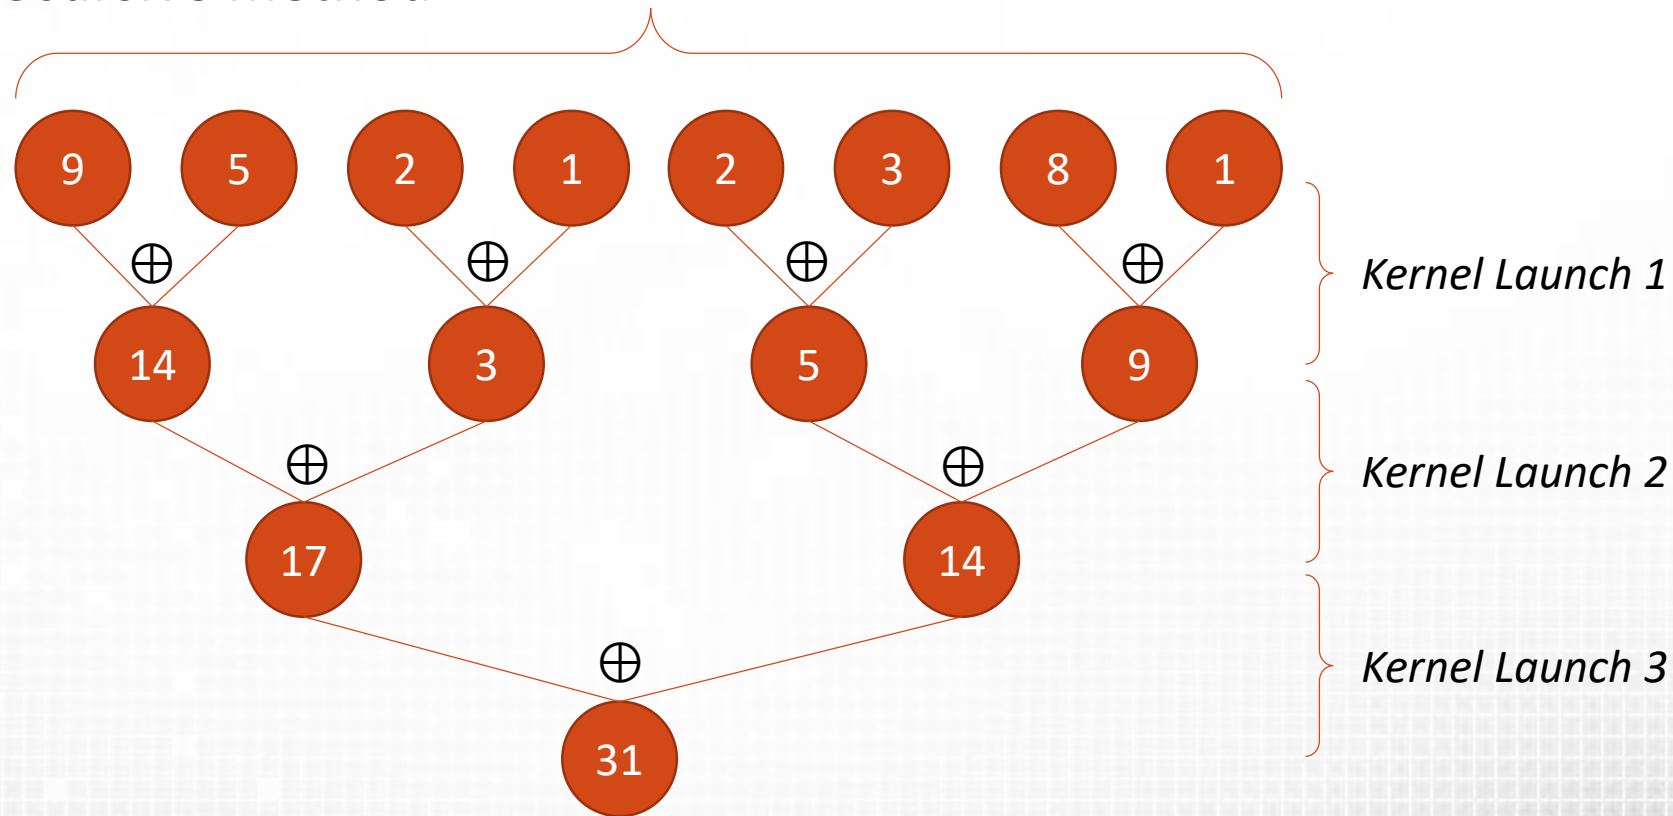 9 5 2 1 2 3 8 1
⊕ ⊕ ⊕ ⊕
Kernel Launch 1
14 3 5 9
⊕ ⊕
Kernel Launch 2
17 14
⊕
Kernel Launch 3
31